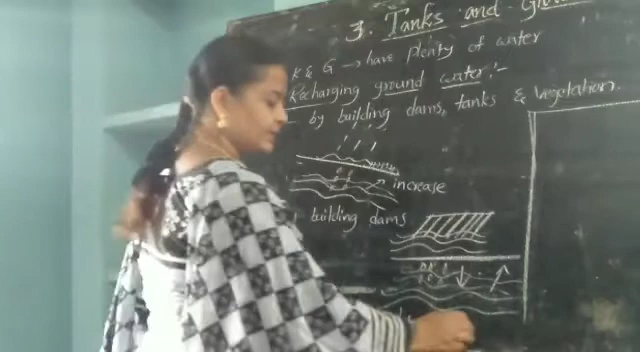 3. Tanks and
K & G → have Plenty of water
Recharging ground water:-
- by building dams, tanks & vegetation.
increase
building dams